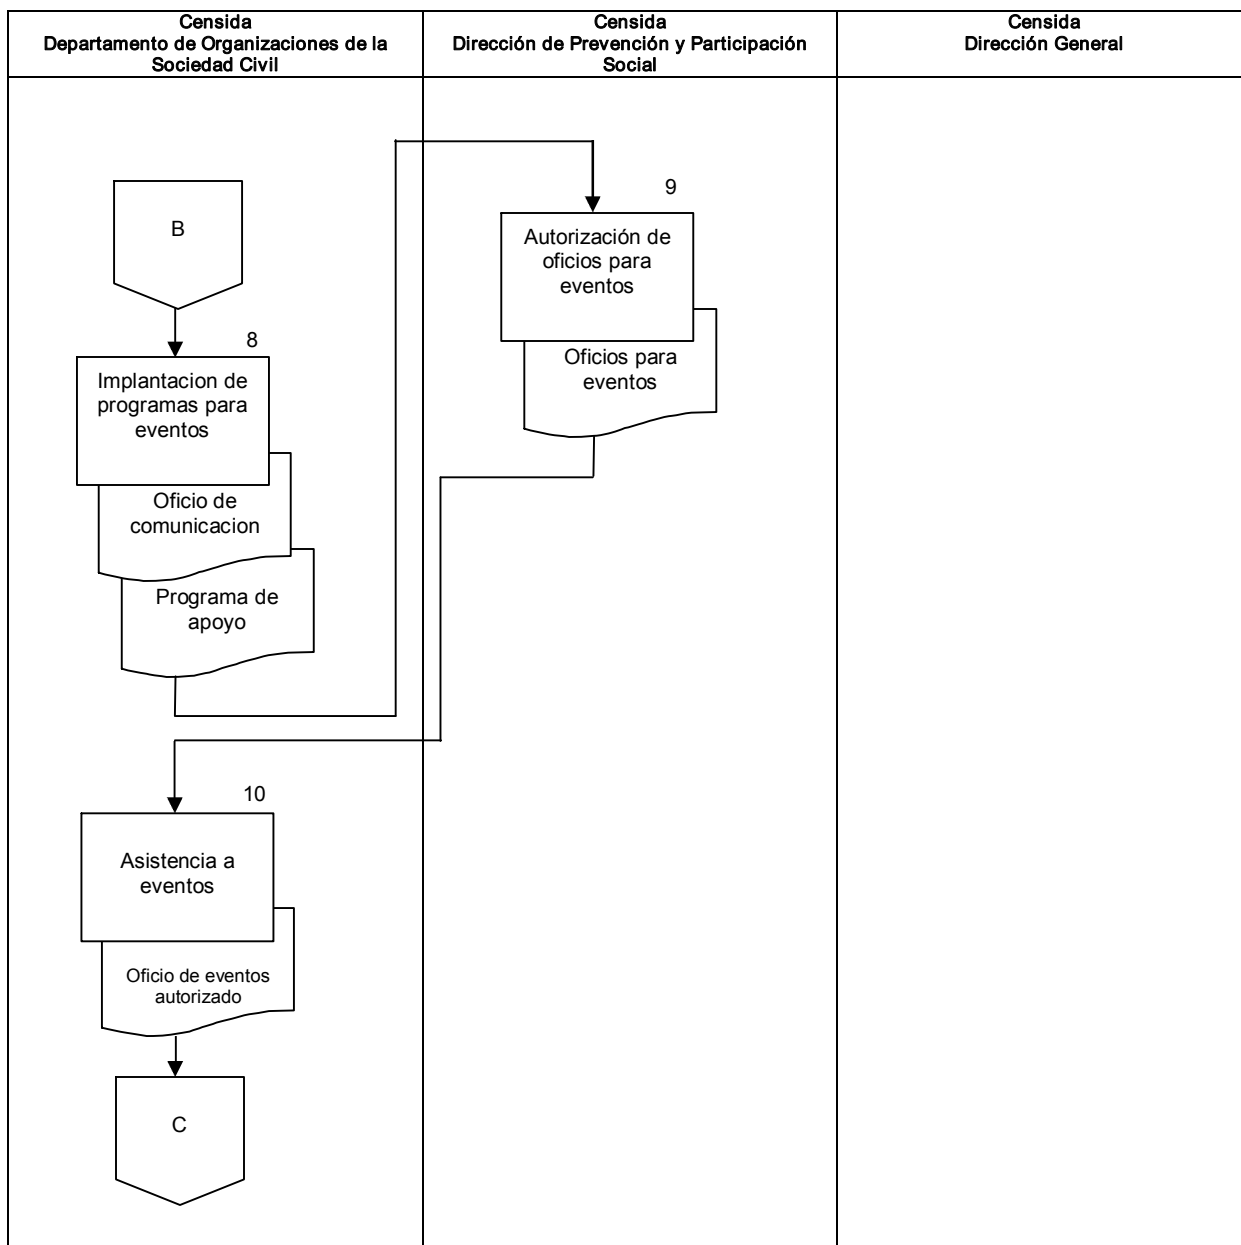 Censida
Departamento de Organizaciones de la
Sociedad Civil
Censida
Dirección de Prevención y Participación
Social
Censida
Dirección General
B
8
Implantacion de
programas para
eventos
Oficio de
comunicacion
Programa de
apoyo
9
Autorización de
oficios para
eventos
Oficios para
eventos
10
Asistencia a
eventos
Oficio de eventos
autorizado
C